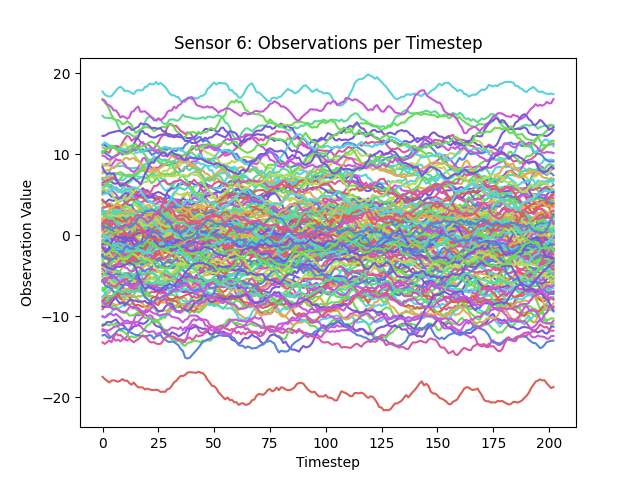 Sensor 6: Observations per Timestep
Observation Value
20
10
0
−10
−20
0 25 50 75 100 125 150 175 200
Timestep